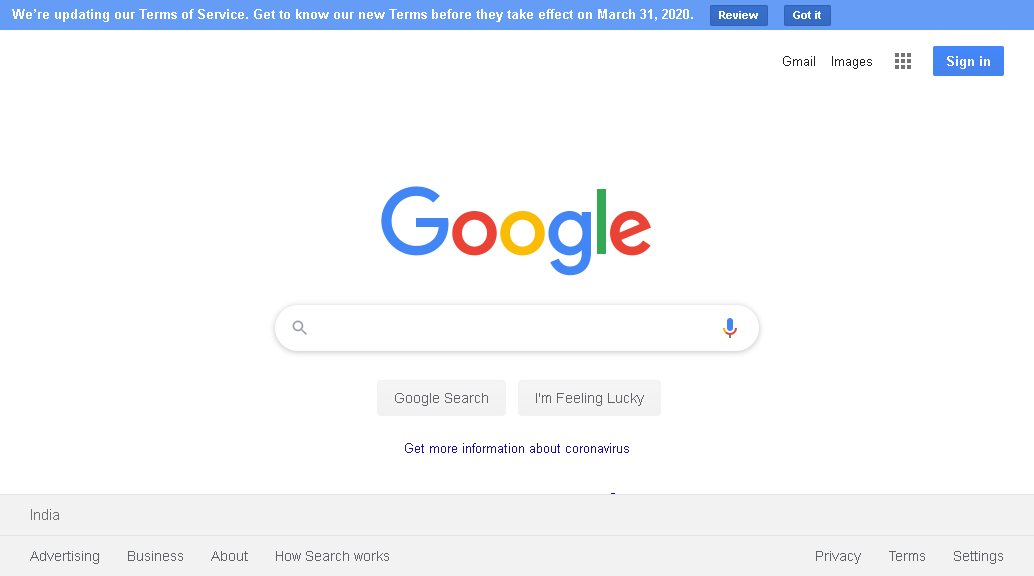 We're updating our Terms of Service. Get to know our new Terms before they take effect on March 31, 2020. Review Got it
Gmail Images Sign in
Google
Google Search I'm Feeling Lucky
Get more information about coronavirus
India
Advertising Business About How Search works Privacy Terms Settings